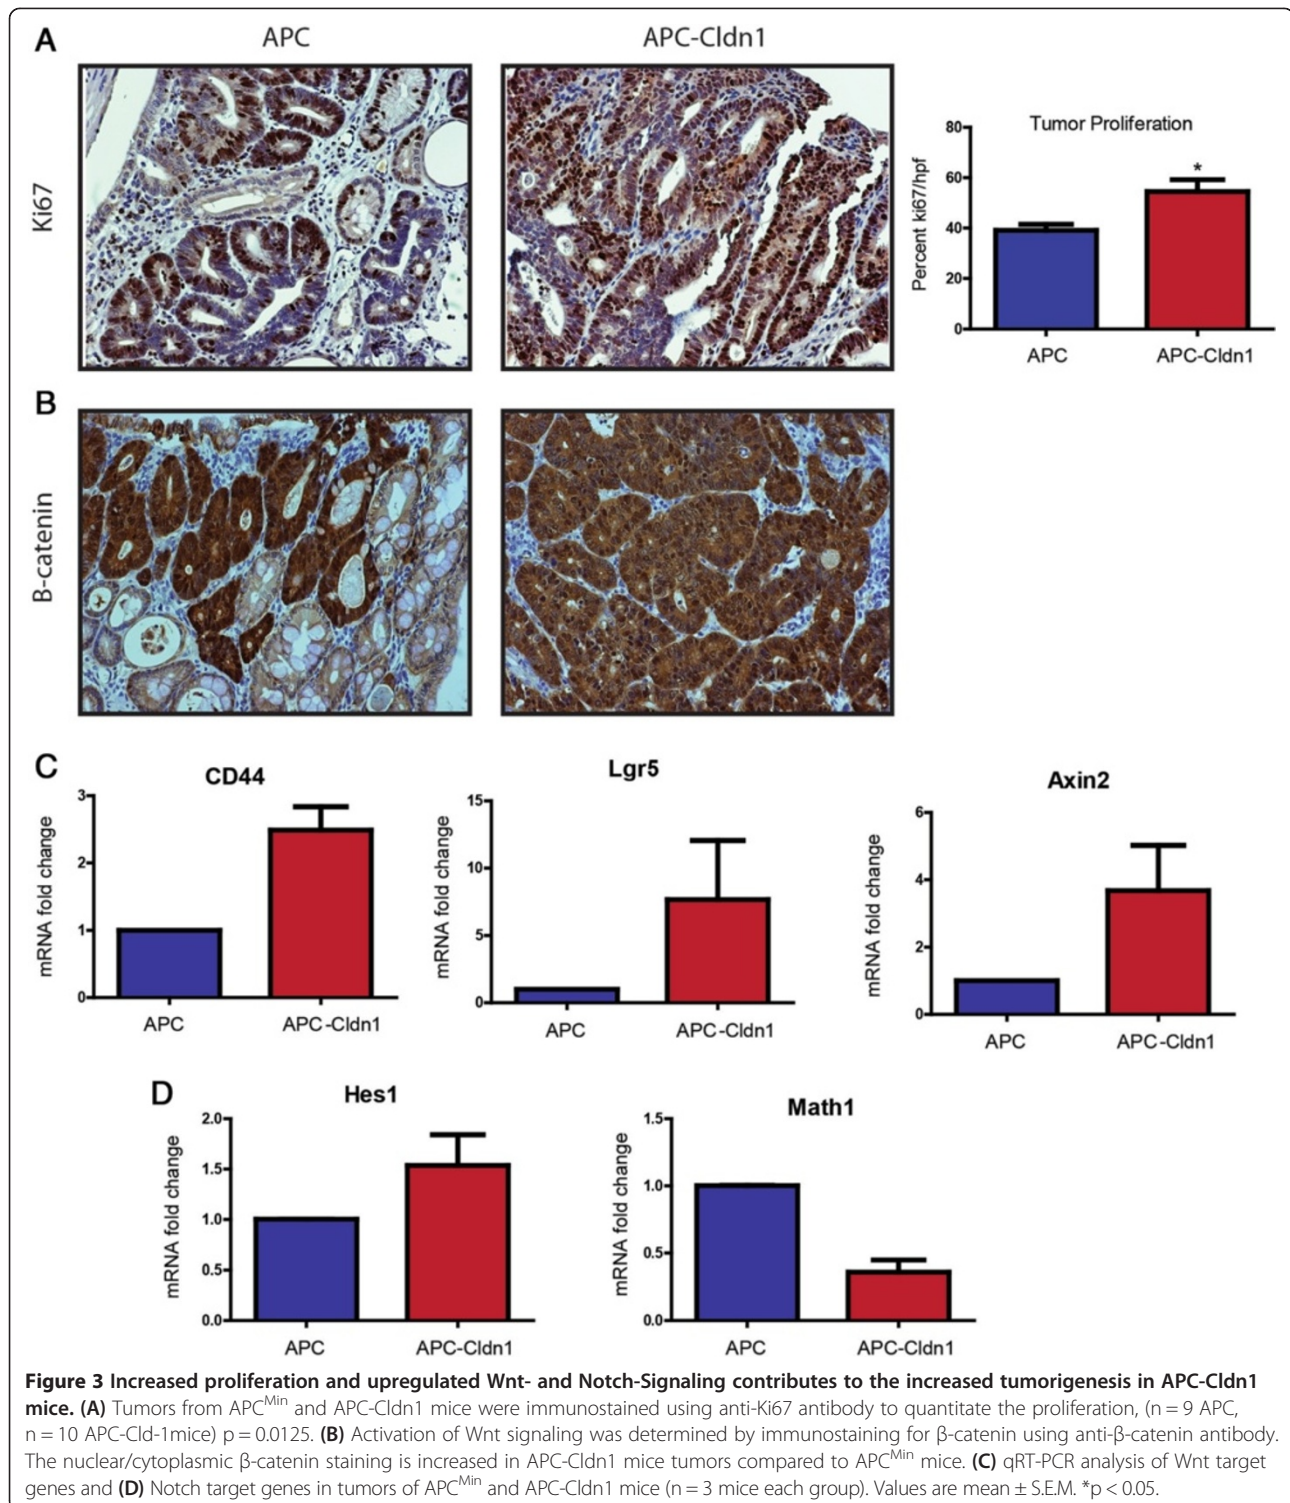 A
APC
APC-Cldn1
Ki67
Tumor Proliferation
Percent ki67/hpf
80
60
40
20
0
*
APC
APC-Cldn1
B
B-catenin
C
CD44
mRNA fold change
3
2
1
0
APC
APC-Cldn1
Lgr5
mRNA fold change
15
10
5
0
APC
APC-Cldn1
Axin2
mRNA fold change
6
4
2
0
APC
APC-Cldn1
D
Hes1
mRNA fold change
2.0
1.5
1.0
0.5
0.0
APC
APC-Cldn1
Math1
mRNA fold change
1.5
1.0
0.5
0.0
APC
APC-Cldn1
Figure 3 Increased proliferation and upregulated Wnt- and Notch-Signaling contributes to the increased tumorigenesis in APC-Cldn1
mice. (A) Tumors from APCMin and APC-Cldn1 mice were immunostained using anti-Ki67 antibody to quantitate the proliferation, (n = 9 APC,
n = 10 APC-Cld-1mice) p = 0.0125. (B) Activation of Wnt signaling was determined by immunostaining for β-catenin using anti-β-catenin antibody.
The nuclear/cytoplasmic β-catenin staining is increased in APC-Cldn1 mice tumors compared to APCMin mice. (C) qRT-PCR analysis of Wnt target
genes and (D) Notch target genes in tumors of APCMin and APC-Cldn1 mice (n = 3 mice each group). Values are mean ± S.E.M. *p < 0.05.